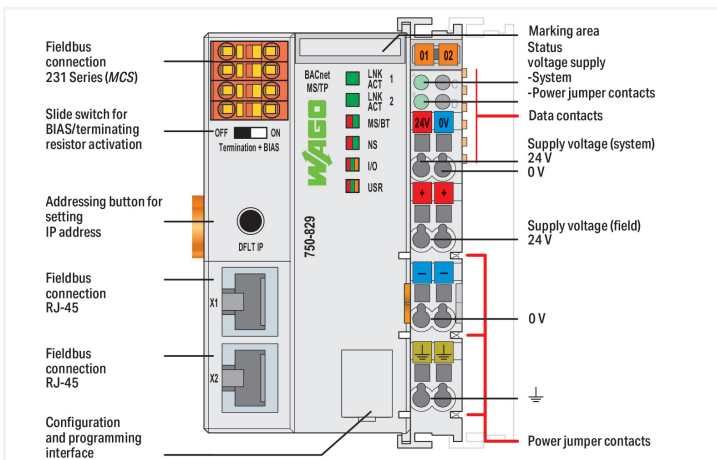 Fieldbus
connection
231 Series (MCS)
Slide switch for
BIAS/terminating
resistor activation
Addressing button for
setting
IP address
Fieldbus
connection
RJ-45
Fieldbus
connection
RJ-45
Configuration
and programming
interface
OFF ON
Termination + BIAS
DFLT IP
X1
X2
BACnet
MS/TP
WAGO
750-829
LNK
ACT 1
LNK
ACT 2
MS/BT
NS
I/O
USR
01 02
C
C
24V 0V
+ +
— —
Marking area
Status
voltage supply
-System
-Power jumper contacts
Data contacts
Supply voltage (system)
24 V
0 V
Supply voltage (field)
24 V
0 V
Power jumper contacts